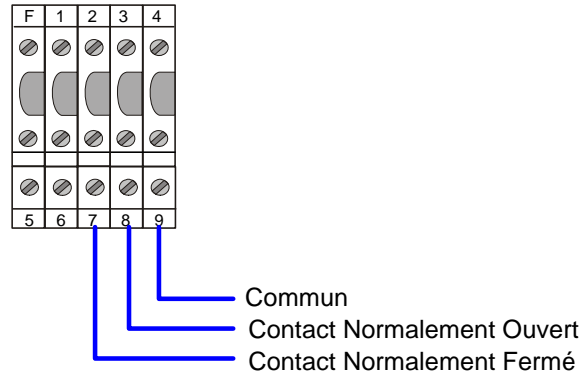 F 1 2 3 4
5 6 7 8 9
Commun
Contact Normalement Ouvert
Contact Normalement Fermé